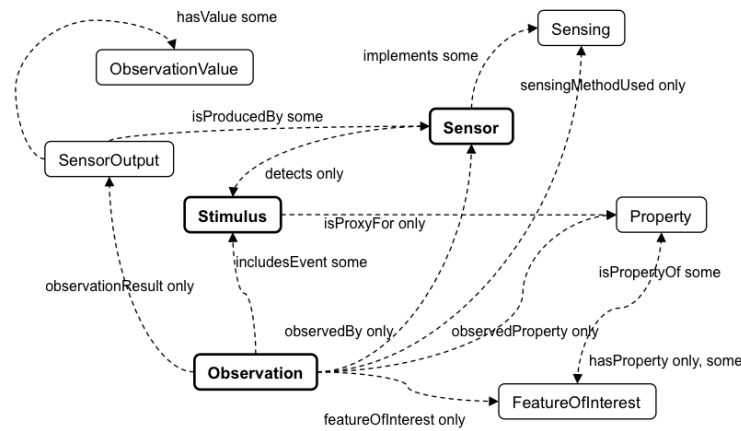 hasValue some
Sensing
ObservationValue
implements some
sensingMethodUsed only
isProducedBy some
Sensor
SensorOutput
detects only
Stimulus
Property
isProxyFor only
includesEvent some
isPropertyOf some
observationResult only
observedBy only
observedProperty only
hasProperty only, some
Observation
FeatureOfInterest
featureOfInterest only